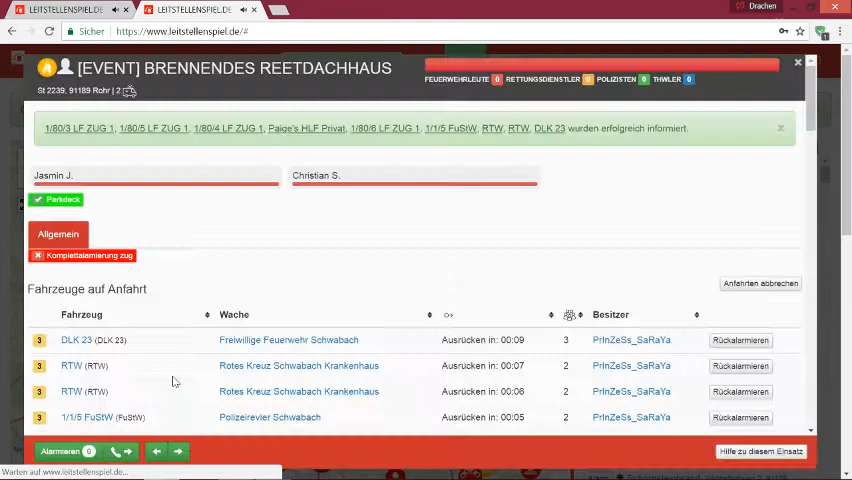 LEITSTELLENSPIEL.DE/
LEITSTELLENSPIEL.DE/
Drachen
Sicher
https://www.leitstellenspiel.de/#
1
[EVENT] BRENNENDES REETDACHHAUS
FEUERWEHRLEUTE 0 RETTUNGSDIENSTLER 0 POLIZISTEN 0 THWLER 0
St 2239, 91189 Rohr | 2
1/80/3 LF ZUG 1, 1/80/5 LF ZUG 1, 1/80/4 LF ZUG 1, Paige's HLF Privat, 1/80/6 LF ZUG 1, 1/1/5 FuStW, RTW, RTW, DLK 23 wurden erfolgreich informiert.
Jasmin J.
Christian S.
Parkdeck
Allgemein
Komplettalamierung zug
Fahrzeuge auf Anfahrt
Anfahrten abbrechen
Fahrzeug Wache Besitzer
3 DLK 23 (DLK 23) Freiwillige Feuerwehr Schwabach Ausrücken in: 00:09 3 PrInZeSs_SaRaYa Rückalarmieren
3 RTW (RTW) Rotes Kreuz Schwabach Krankenhaus Ausrücken in: 00:07 2 PrInZeSs_SaRaYa Rückalarmieren
3 RTW (RTW) Rotes Kreuz Schwabach Krankenhaus Ausrücken in: 00:06 2 PrInZeSs_SaRaYa Rückalarmieren
3 1/1/5 FuStW (FuStW) Polizeirevier Schwabach Ausrücken in: 00:05 2 PrInZeSs_SaRaYa Rückalarmieren
Alarmieren 0
Hilfe zu diesem Einsatz
Warten auf www.leitstellenspiel.de...